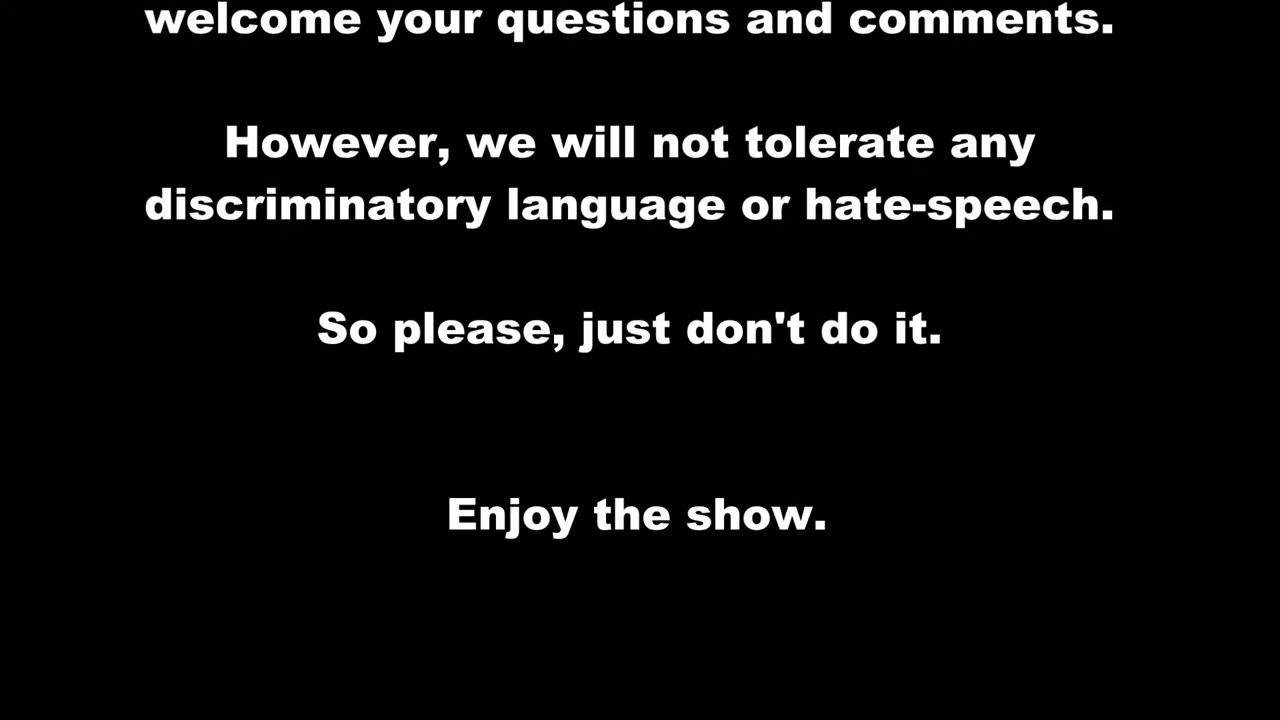 welcome your questions and comments.
However, we will not tolerate any
discriminatory language or hate-speech.
So please, just don't do it.
Enjoy the show.